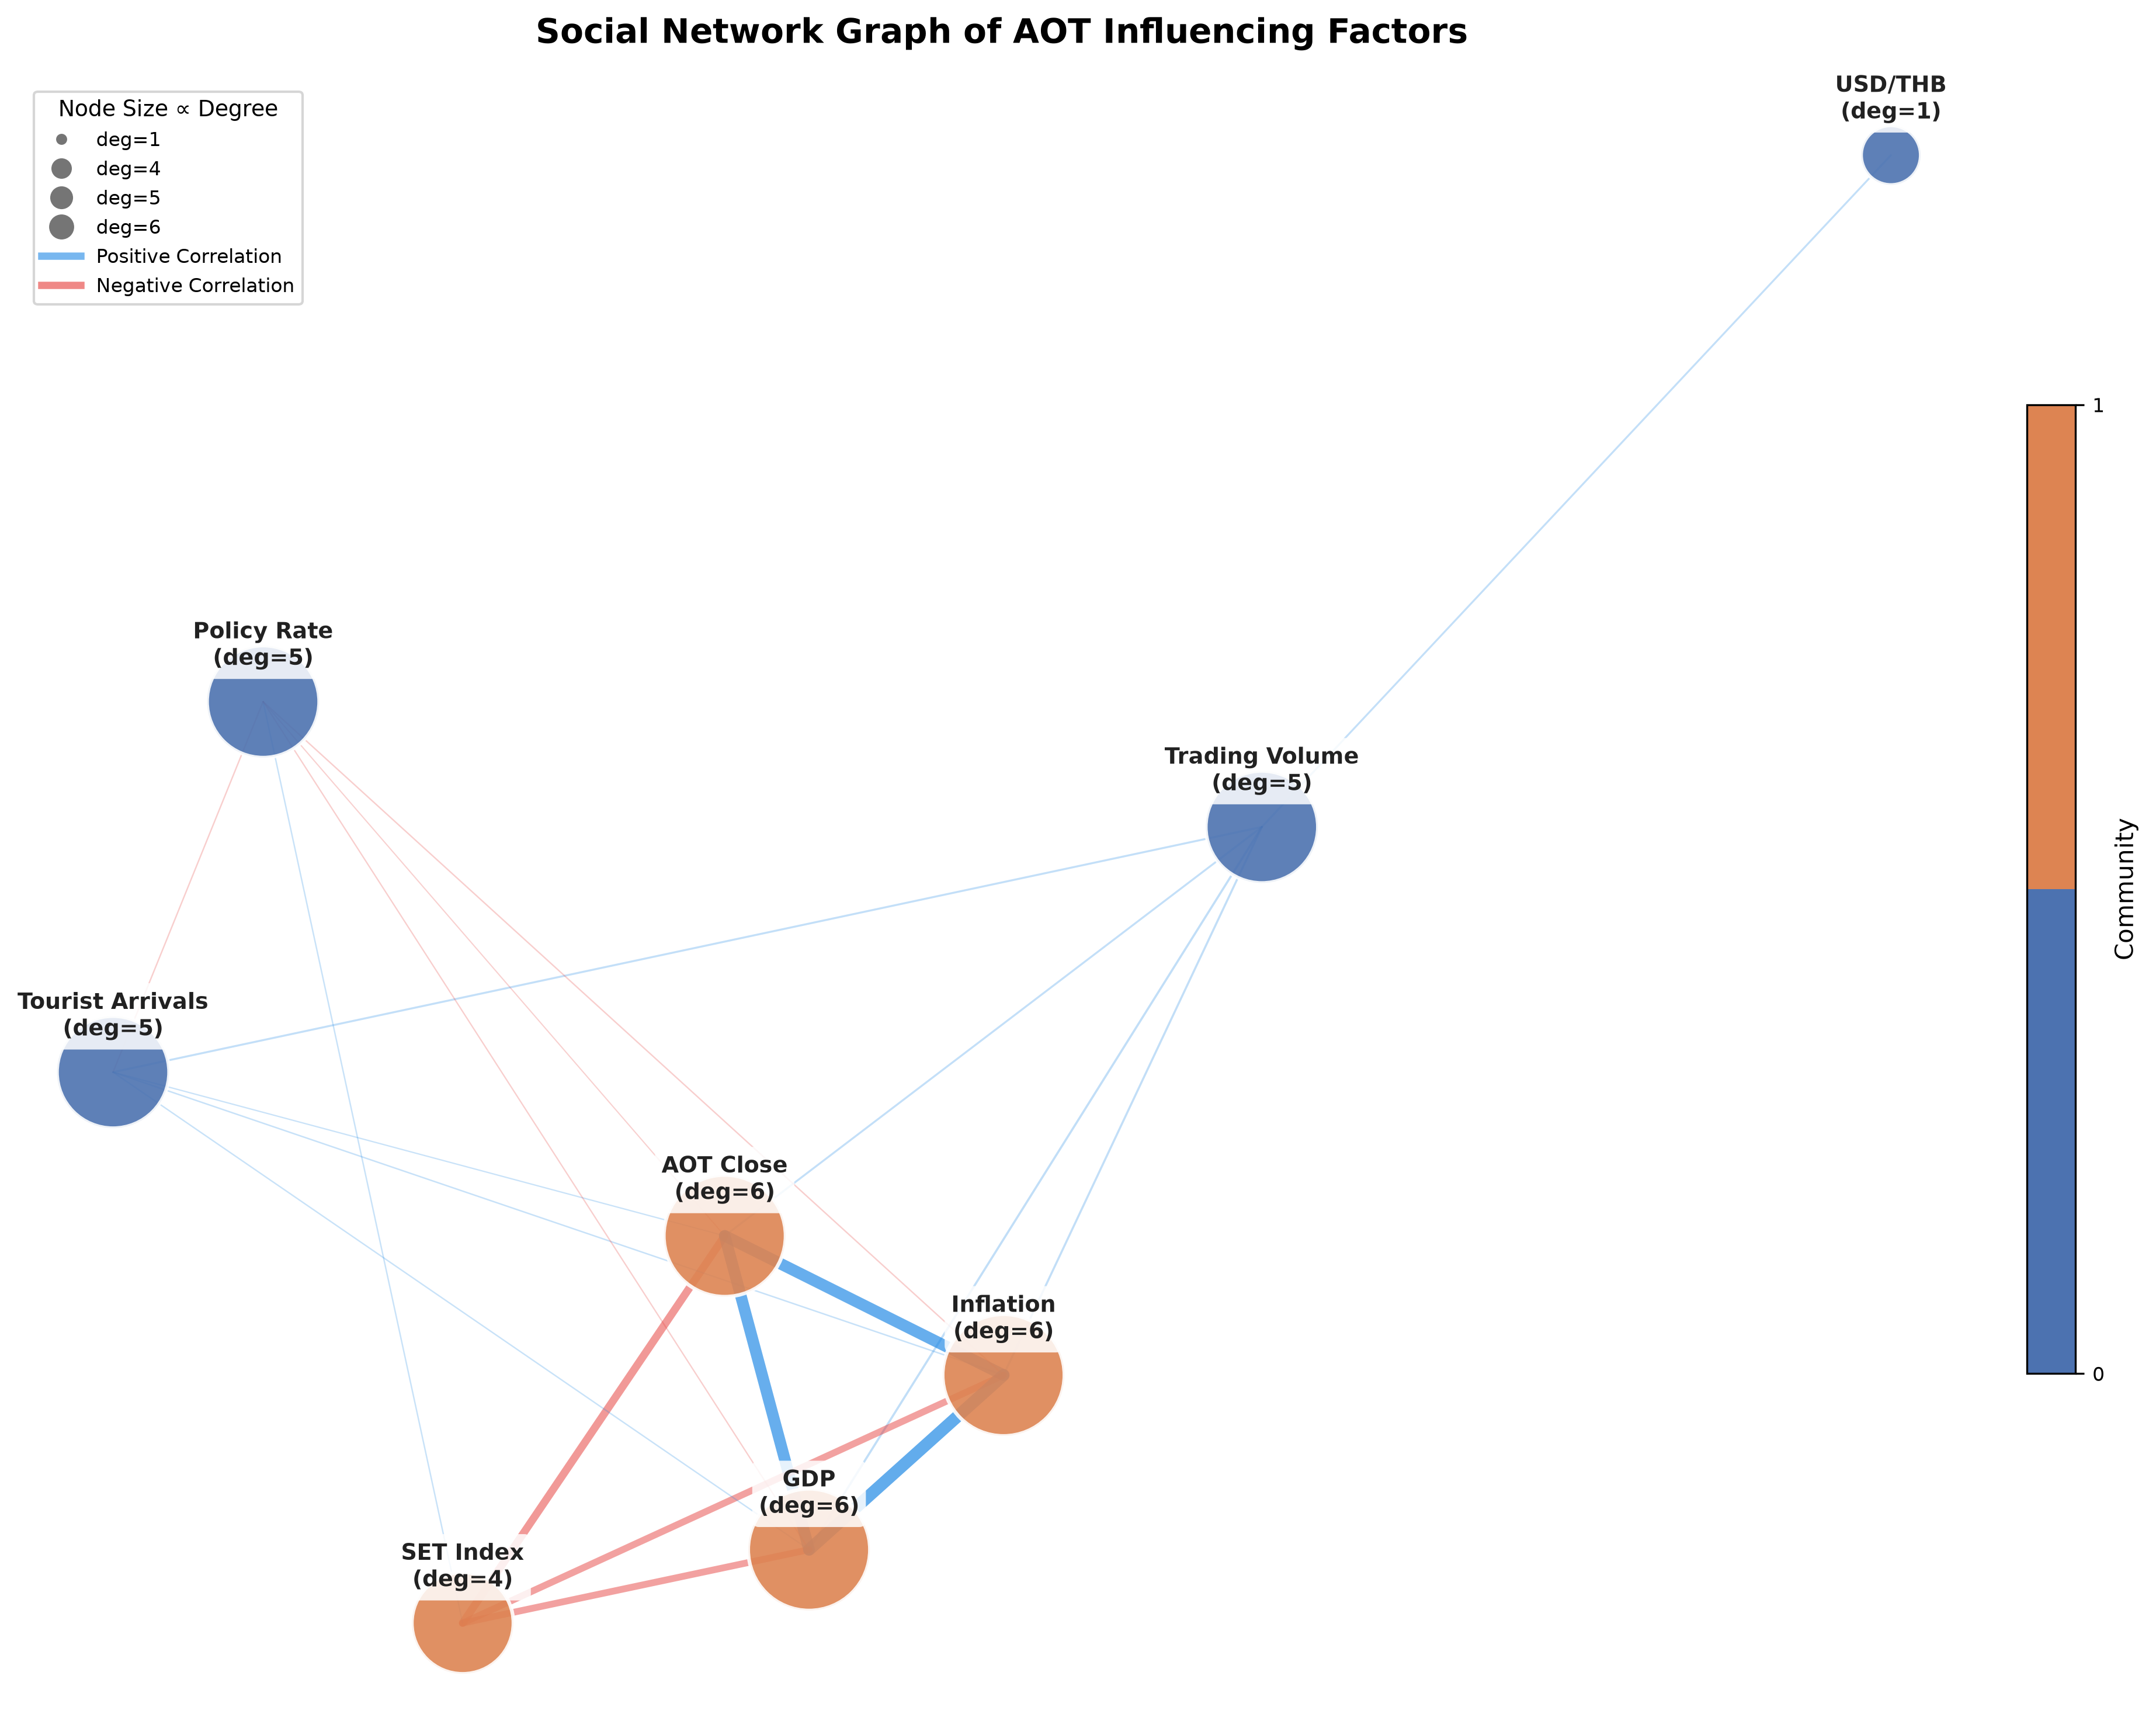 Social Network Graph of AOT Influencing Factors
Node Size ∝ Degree
deg=1
deg=4
deg=5
deg=6
Positive Correlation
Negative Correlation
USD/THB
(deg=1)
Policy Rate
(deg=5)
Trading Volume
(deg=5)
Tourist Arrivals
(deg=5)
AOT Close
(deg=6)
Inflation
(deg=6)
GDP
(deg=6)
SET Index
(deg=4)
1
Community
0